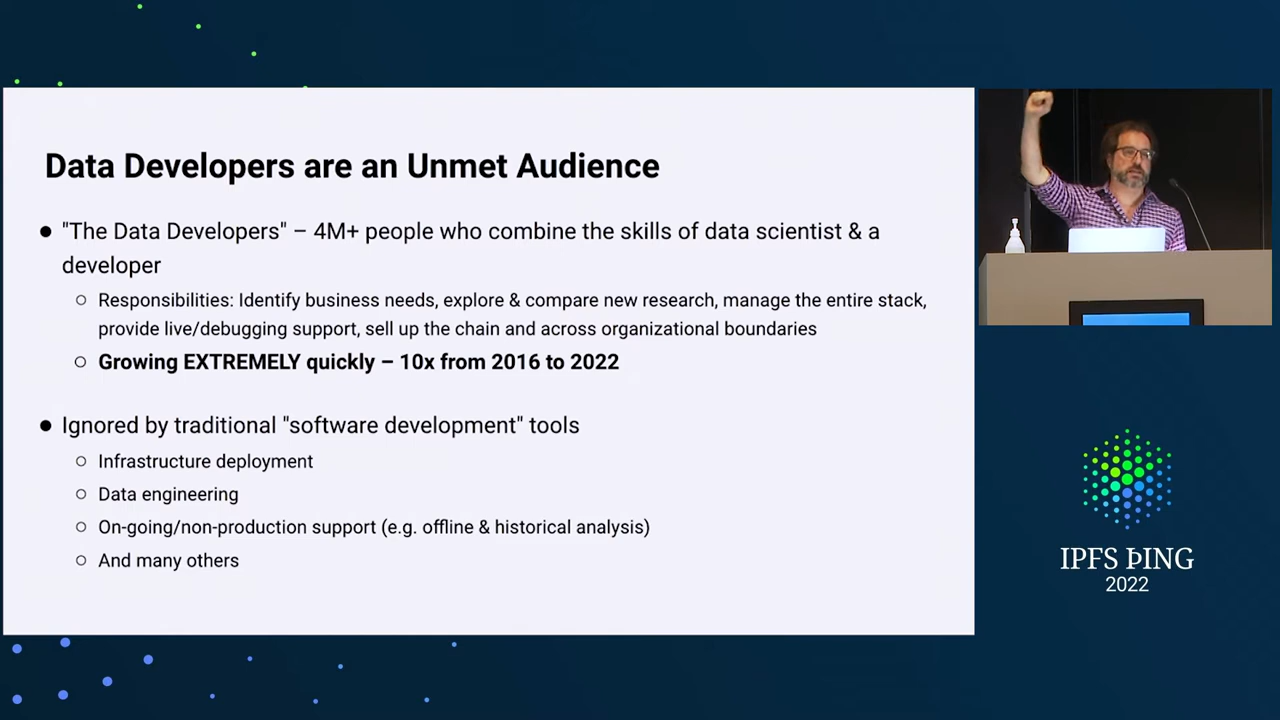 Data Developers are an Unmet Audience
● "The Data Developers" – 4M+ people who combine the skills of data scientist & a
developer
○ Responsibilities: Identify business needs, explore & compare new research, manage the entire stack,
provide live/debugging support, sell up the chain and across organizational boundaries
○ Growing EXTREMELY quickly – 10x from 2016 to 2022
● Ignored by traditional "software development" tools
○ Infrastructure deployment
○ Data engineering
○ On-going/non-production support (e.g. offline & historical analysis)
○ And many others
IPFS ÞING
2022